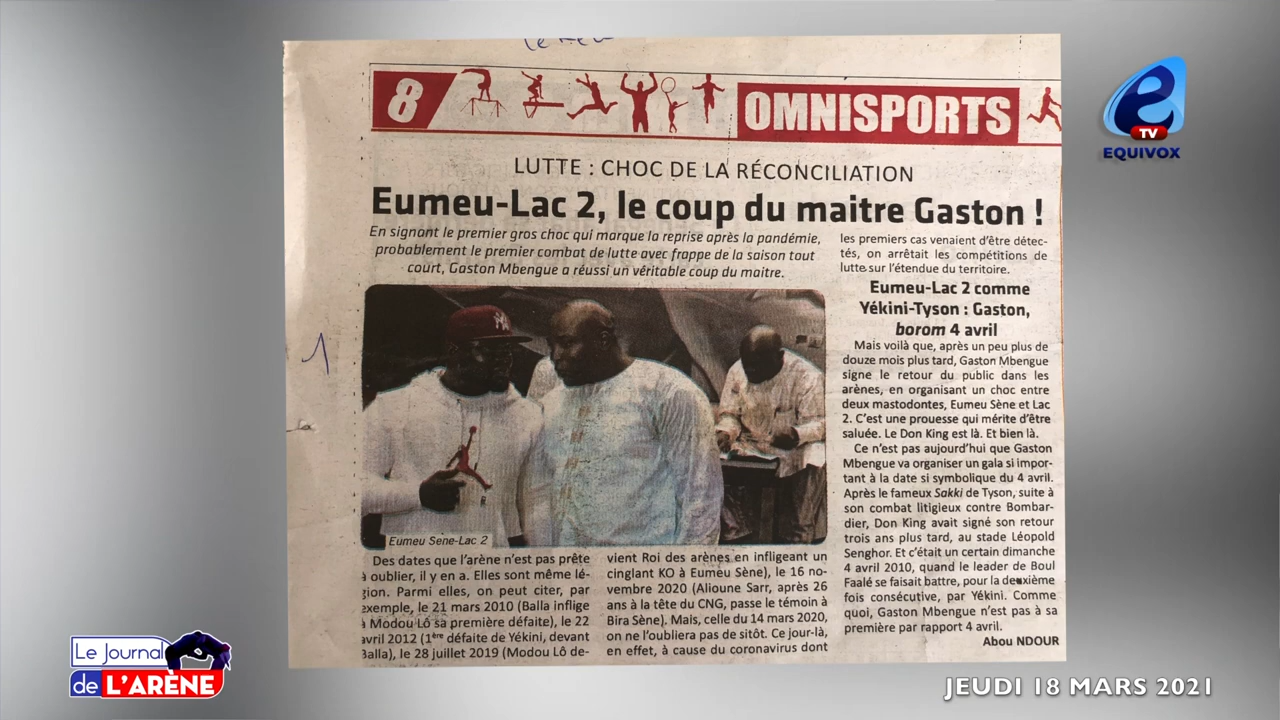 8
OMNISPORTS
LUTTE : CHOC DE LA RÉCONCILIATION
Eumeu-Lac 2, le coup du maitre Gaston !
En signant le premier gros choc qui marque la reprise après la pandémie,
probablement le premier combat de lutte avec frappe de la saison tout
court, Gaston Mbengue a réussi un véritable coup du maitre.
Eumeu Sene-Lac 2
Des dates que l'arène n'est pas prête
à oublier, il y en a. Elles sont même lé-
gion. Parmi elles, on peut citer, par
exemple, le 21 mars 2010 (Balla inflige
à Modou Lô sa première défaite), le 22
avril 2012 (1ère défaite de Yékini, devant
Balla), le 28 juillet 2019 (Modou Lô de-
vient Roi des arènes en infligeant un
cinglant KO à Eumeu Sène), le 16 no-
vembre 2020 (Alioune Sarr, après 26
ans à la tête du CNG, passe le témoin à
Bira Sène). Mais, celle du 14 mars 2020,
on ne l'oubliera pas de sitôt. Ce jour-là,
en effet, à cause du coronavirus dont
les premiers cas venaient d'être détec-
tés, on arrêtait les compétitions de
lutte sur l'étendue du territoire.
Eumeu-Lac 2 comme
Yékini-Tyson : Gaston,
borom 4 avril
Mais voilà que, après un peu plus de
douze mois plus tard, Gaston Mbengue
signe le retour du public dans les
arènes, en organisant un choc entre
deux mastodontes, Eumeu Sène et Lac
2. C'est une prouesse qui mérite d'être
saluée. Le Don King est là. Et bien là.
Ce n'est pas aujourd'hui que Gaston
Mbengue va organiser un gala si impor-
tant à la date si symbolique du 4 avril.
Après le fameux Sakki de Tyson, suite à
son combat litigieux contre Bombar-
dier, Don King avait signé son retour
trois ans plus tard, au stade Léopold
Senghor. Et c'était un certain dimanche
4 avril 2010, quand le leader de Boul
Faalé se faisait battre, pour la deuxième
fois consécutive, par Yékini. Comme
quoi, Gaston Mbengue n'est pas à sa
première par rapport 4 avril.
Abou NDOUR
1
e
TV
EQUIVOX
Le Journal
de L'ARÈNE
JEUDI 18 MARS 2021